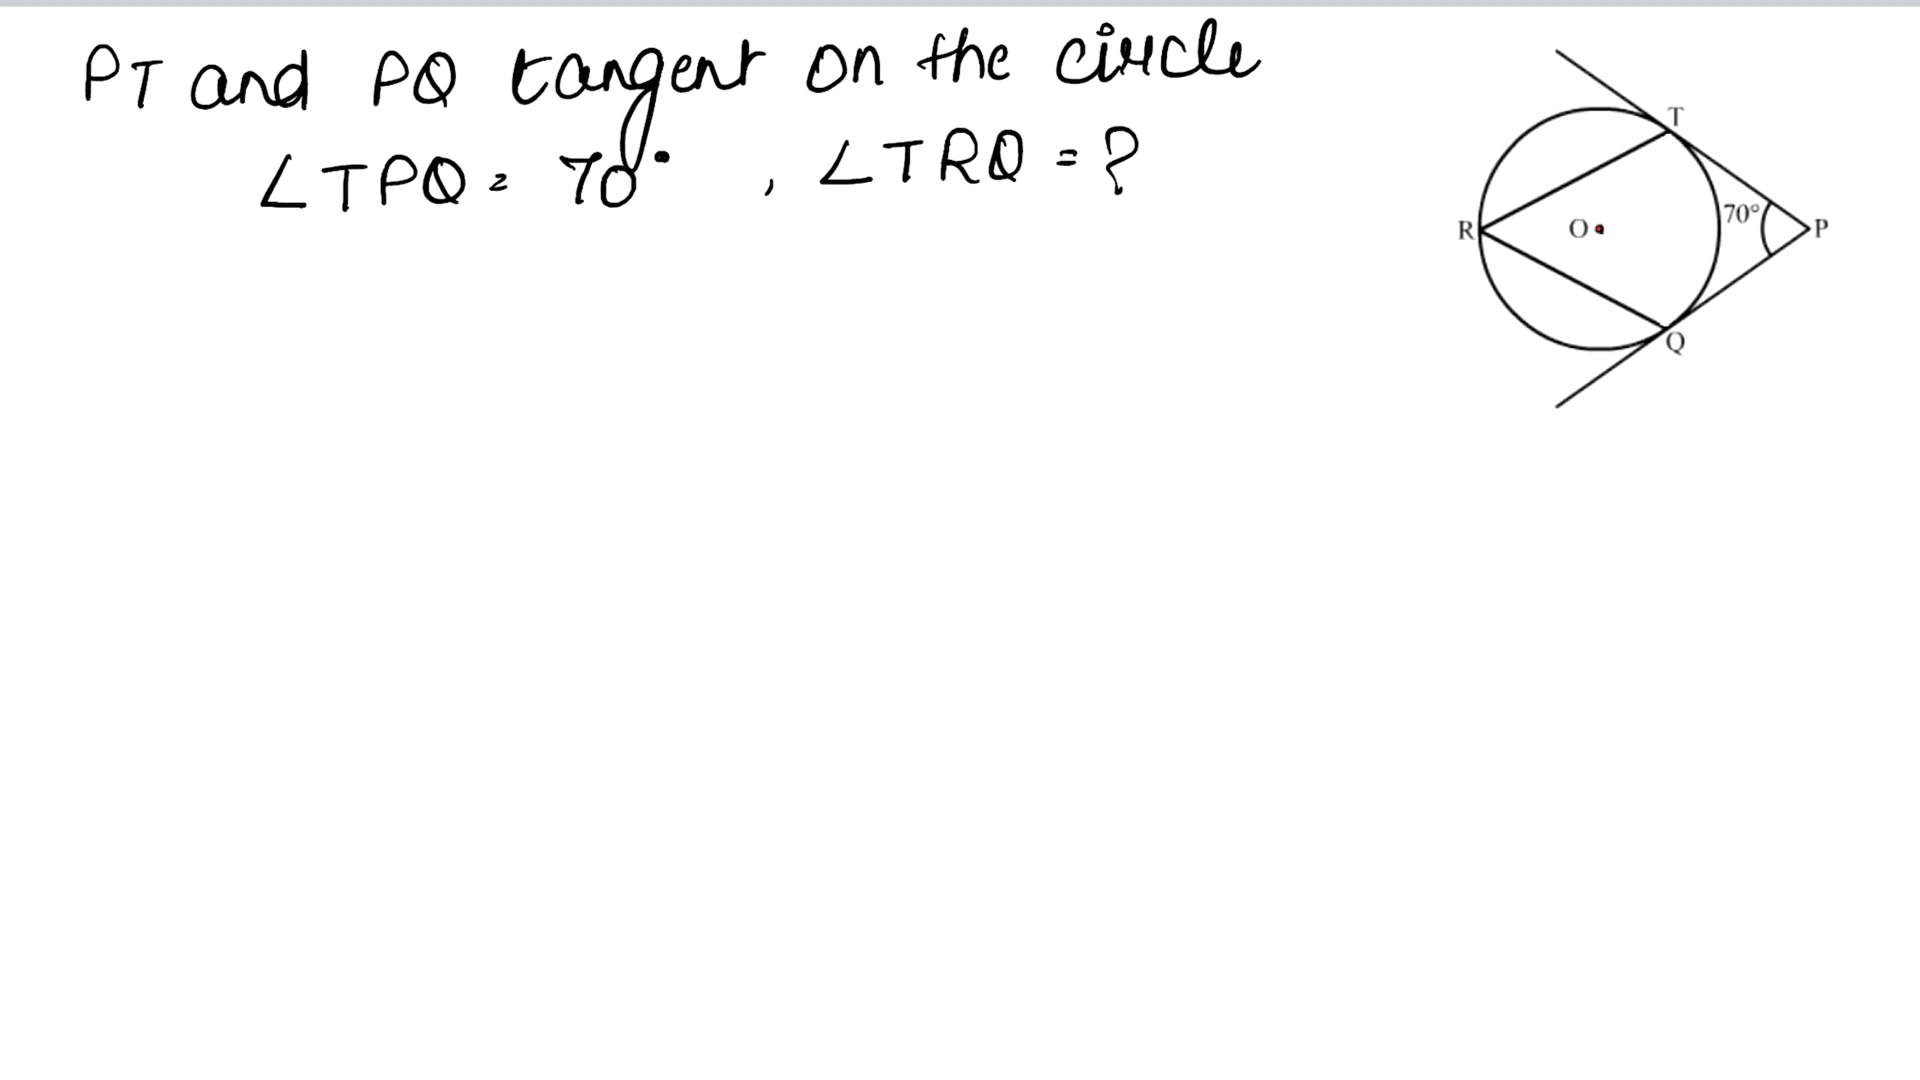 PT and PQ tangent on the circle
∠TPQ = 70° , ∠TRQ = ?
T
70°
R
O
P
Q